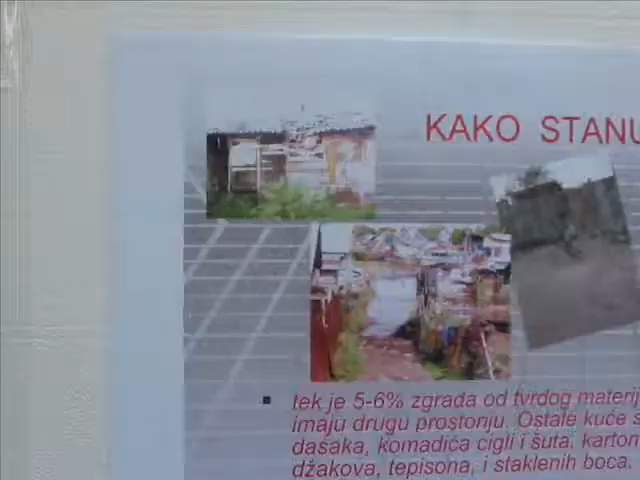 KAKO STANU
tek je 5-6% zgrada od tvrdog materij
imaju drugu prostoriju. Ostale kuće s
dasaka, komadića cigli i šuta, karton
džakova, tepisona, i staklenih boca.